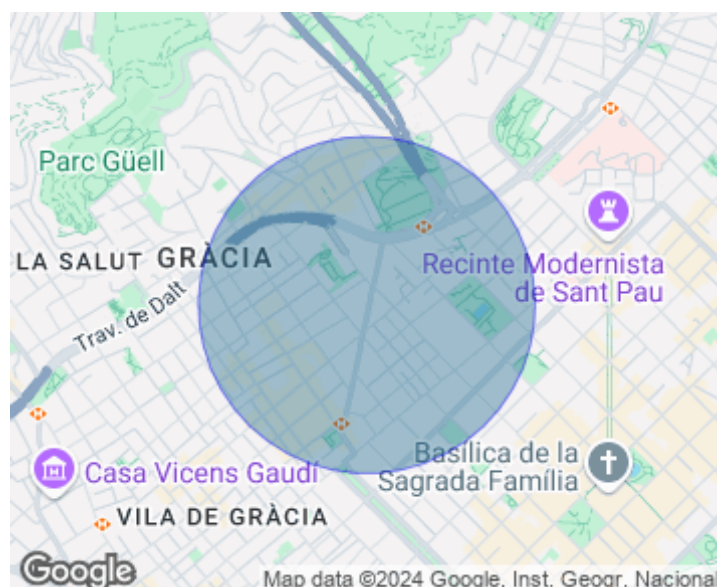 Parc Güell
LA SALUT
GRÀCIA
Trav. de Dalt
Recinte Modernista
de Sant Pau
Basílica de la
Sagrada Família
Casa Vicens Gaudí
VILA DE GRÀCIA
Google
Map data ©2024 Google, Inst. Geogr. Naciona